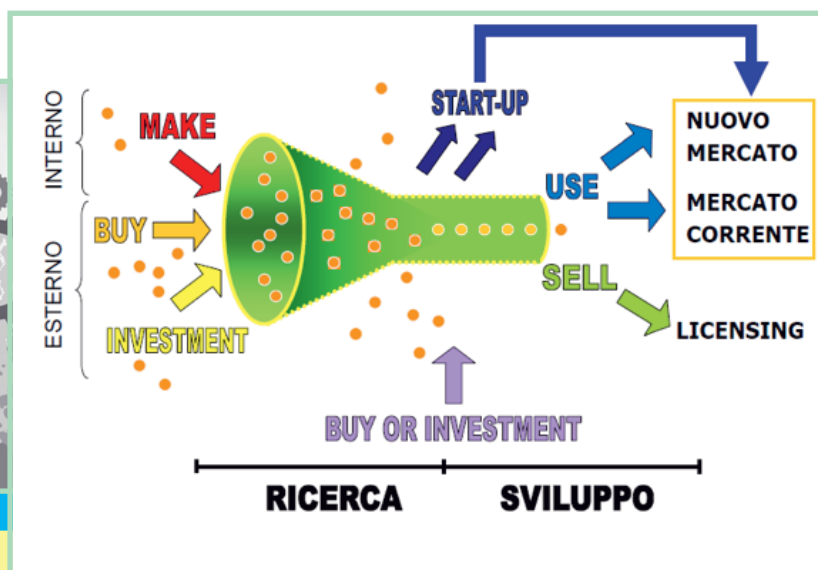 INTERNO
ESTERNO
MAKE
BUY
INVESTMENT
START-UP
USE
SELL
NUOVO
MERCATO
MERCATO
CORRENTE
LICENSING
BUY OR INVESTMENT
RICERCA
SVILUPPO